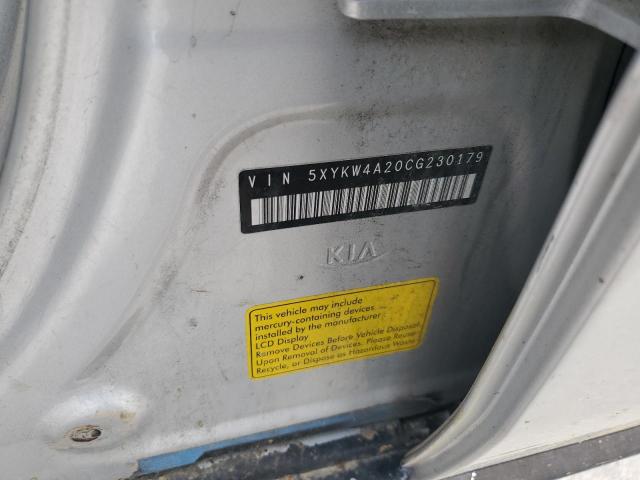 VIN 5XYKW4A20CG230179
KIA
This vehicle may include
mercury-containing devices
installed by the manufacturer
LCD Display
Remove Devices Before Vehicle Disposal
Upon Removal of Devices. Please Reuse
Recycle, or Dispose as Hazardous Waste